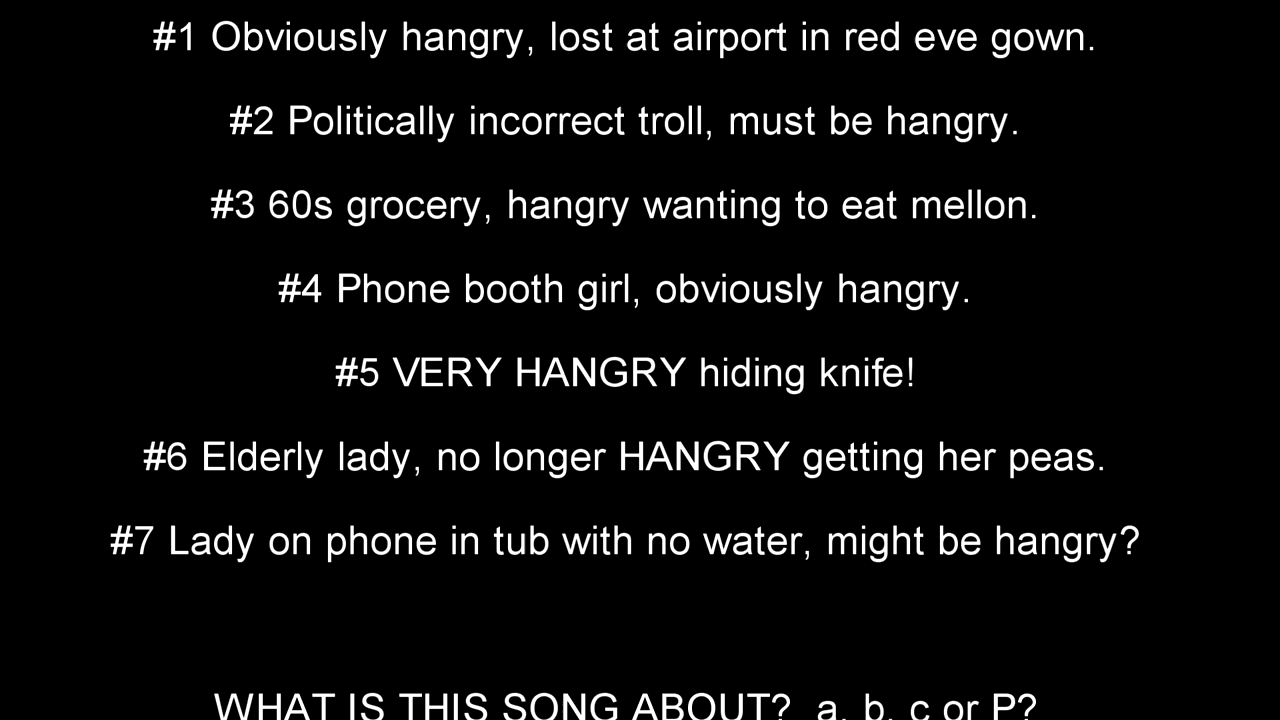 #1 Obviously hangry, lost at airport in red eve gown.
#2 Politically incorrect troll, must be hangry.
#3 60s grocery, hangry wanting to eat mellon.
#4 Phone booth girl, obviously hangry.
#5 VERY HANGRY hiding knife!
#6 Elderly lady, no longer HANGRY getting her peas.
#7 Lady on phone in tub with no water, might be hangry?
WHAT IS THIS SONG ABOUT?  a, b, c or P?